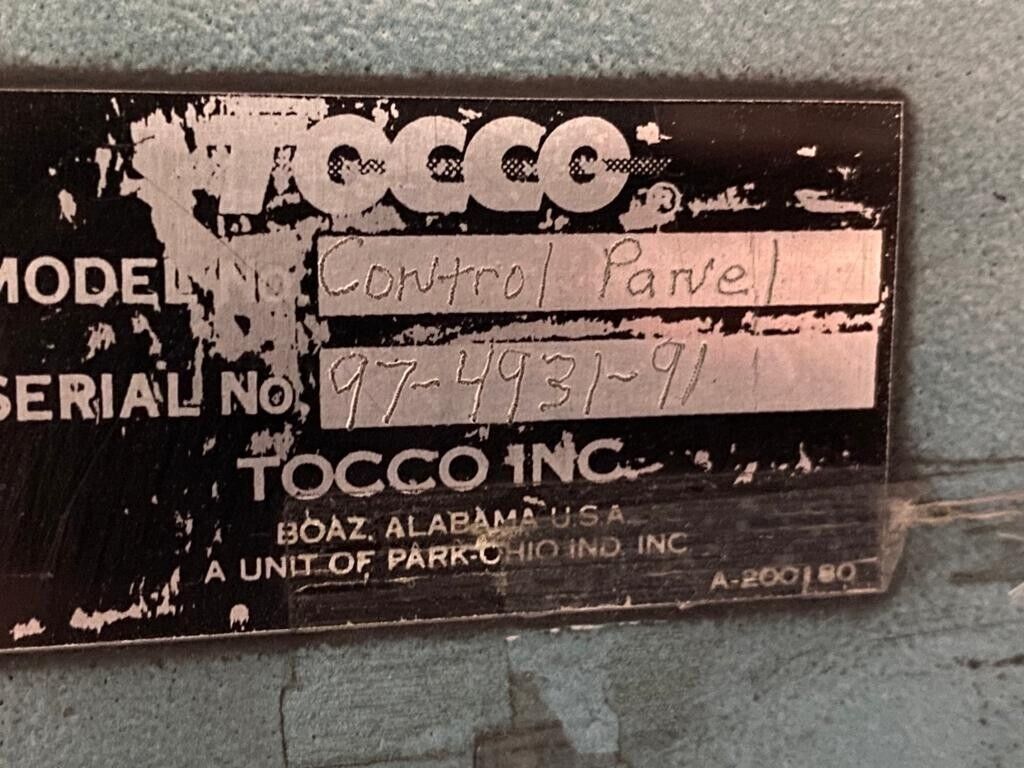 TOCCO ®
MODEL NO. Control Panel
SERIAL NO. 97-4931-91
TOCCO INC.
BOAZ, ALABAMA U.S.A.
A UNIT OF PARK-OHIO IND. INC.
A-200180